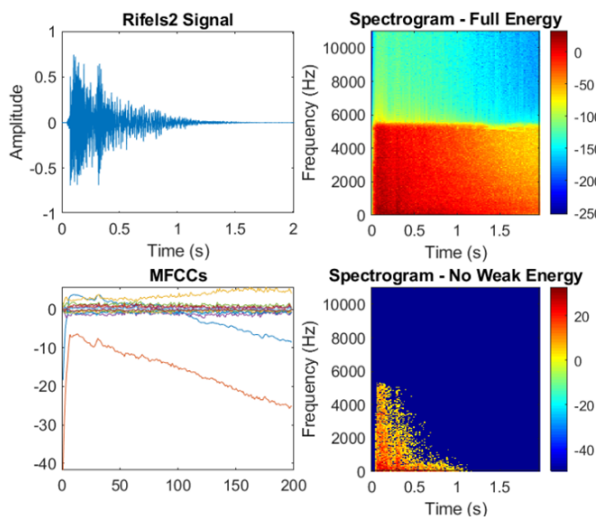 Rifels2 Signal
1
0.5
0
-0.5
-1
Amplitude
0 0.5 1 1.5 2
Time (s)
Spectrogram - Full Energy
10000
8000
6000
4000
2000
0
Frequency (Hz)
0 0.5 1 1.5
Time (s)
0
-50
-100
-150
-200
-250
MFCCs
0
-10
-20
-30
-40
0 50 100 150 200
Spectrogram - No Weak Energy
10000
8000
6000
4000
2000
0
Frequency (Hz)
0 0.5 1 1.5
Time (s)
20
0
-20
-40